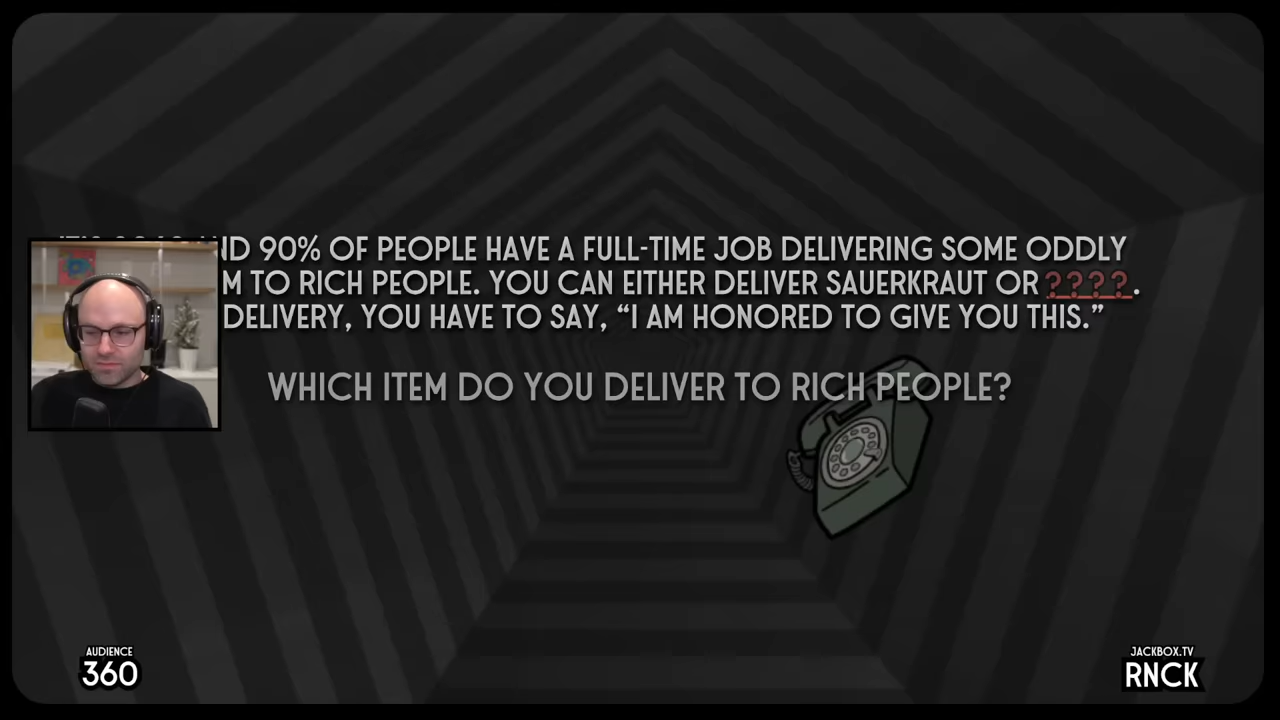 90% OF PEOPLE HAVE A FULL-TIME JOB DELIVERING SOME ODDLY
TO RICH PEOPLE. YOU CAN EITHER DELIVER SAUERKRAUT OR ????.
DELIVERY, YOU HAVE TO SAY, “I AM HONORED TO GIVE YOU THIS.”
WHICH ITEM DO YOU DELIVER TO RICH PEOPLE?
AUDIENCE
360
JACKBOX.TV
RNCK